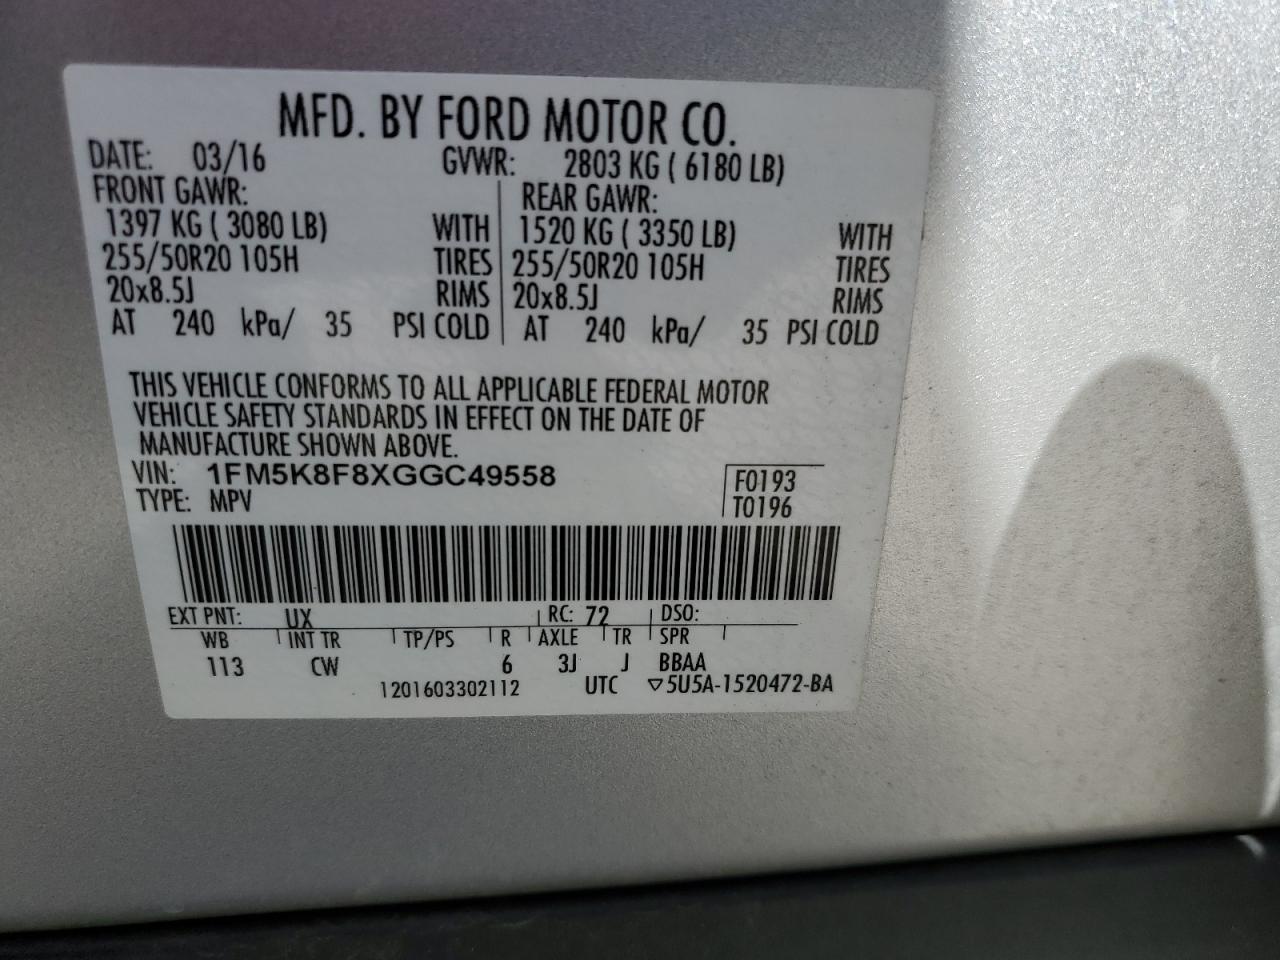 MFD. BY FORD MOTOR CO.
DATE: 03/16 GVWR: 2803 KG ( 6180 LB)
FRONT GAWR: REAR GAWR:
1397 KG ( 3080 LB) WITH 1520 KG ( 3350 LB) WITH
255/50R20 105H TIRES 255/50R20 105H TIRES
20x8.5J RIMS 20x8.5J RIMS
AT 240 kPa/ 35 PSI COLD AT 240 kPa/ 35 PSI COLD
THIS VEHICLE CONFORMS TO ALL APPLICABLE FEDERAL MOTOR
VEHICLE SAFETY STANDARDS IN EFFECT ON THE DATE OF
MANUFACTURE SHOWN ABOVE.
VIN: 1FM5K8F8XGGC49558 F0193
TYPE: MPV T0196
EXT PNT: UX RC: 72 DSO:
WB INT TR TP/PS R AXLE TR SPR
113 CW 6 3J J BBAA
1201603302112 UTC ▽5U5A-1520472-BA